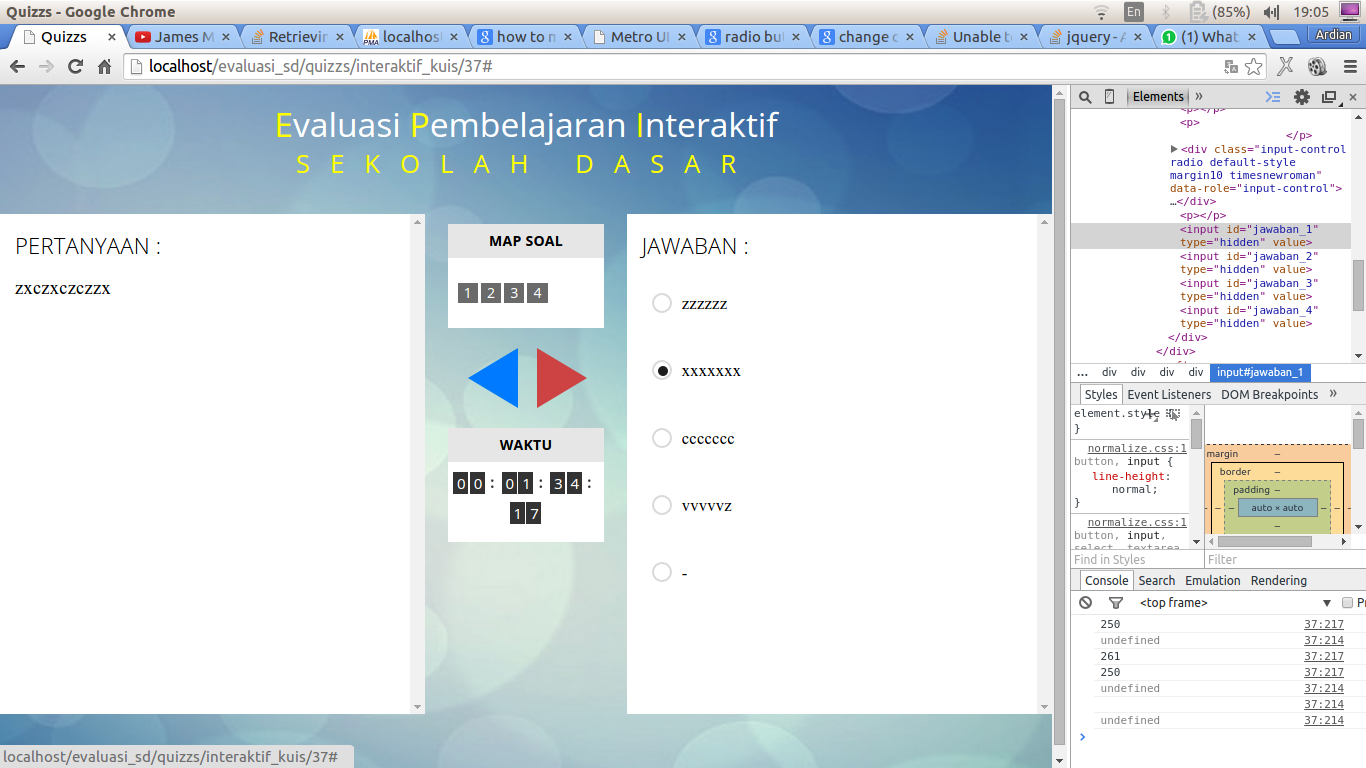 Quizzs - Google Chrome
En
(85%)
19:05
Quizzs
James M
Retrievin
localhos
how to m
Metro UI
radio bu
change c
Unable t
jquery - A
(1) What
Ardian
localhost/evaluasi_sd/quizzs/interaktif_kuis/37#
Evaluasi Pembelajaran Interaktif
SEKOLAH DASAR
PERTANYAAN :
zxczxczczzx
MAP SOAL
1 2 3 4
WAKTU
00 : 01 : 34 :
17
JAWABAN :
zzzzzz
xxxxxxx
ccccccc
vvvvvz
-
localhost/evaluasi_sd/quizzs/interaktif_kuis/37#
Elements »
<p></p>
<p>
</p>
<div class="input-control
radio default-style
margin10 timesnewroman"
data-role="input-control">
…</div>
<p></p>
<input id="jawaban_1"
type="hidden" value>
<input id="jawaban_2"
type="hidden" value>
<input id="jawaban_3"
type="hidden" value>
<input id="jawaban_4"
type="hidden" value>
</div>
</div>
... div div div div input#jawaban_1
Styles Event Listeners DOM Breakpoints »
element.style
}
normalize.css:1
button, input {
line-height:
normal;
}
normalize.css:1
button, input,
select, textarea
Find in Styles
margin –
border –
padding –
auto × auto
–
Filter
Console Search Emulation Rendering
<top frame>
250 37:217
undefined 37:214
261 37:217
250 37:217
undefined 37:214
37:214
undefined 37:214
>